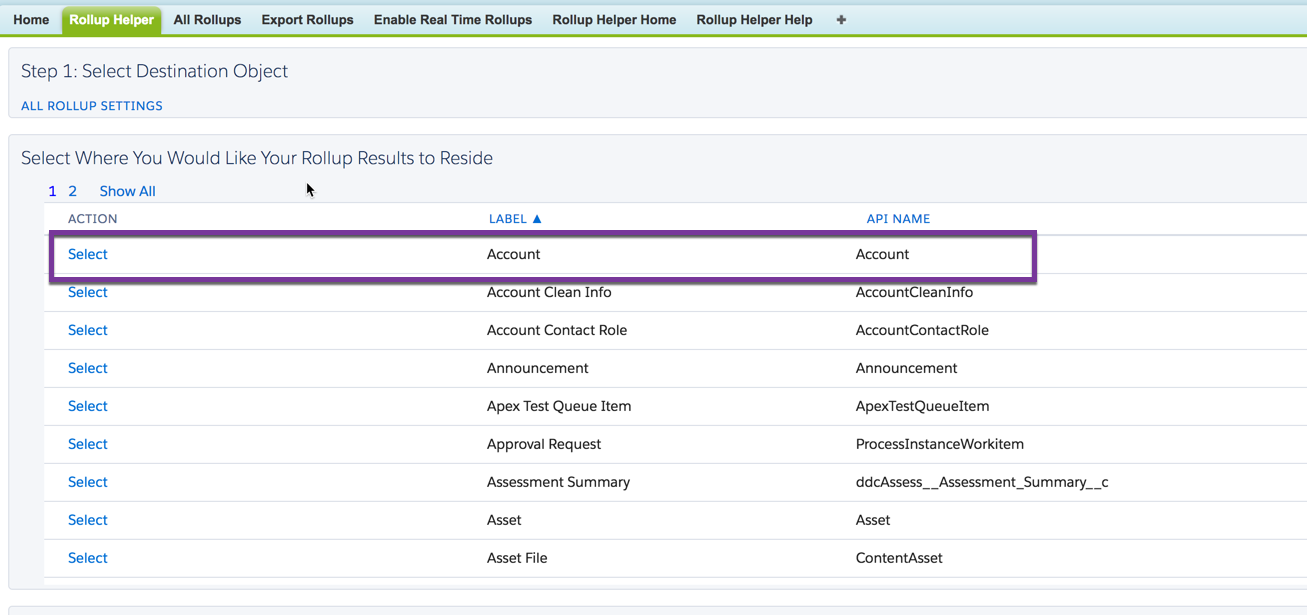 Home Rollup Helper All Rollups Export Rollups Enable Real Time Rollups Rollup Helper Home Rollup Helper Help
Step 1: Select Destination Object
ALL ROLLUP SETTINGS
Select Where You Would Like Your Rollup Results to Reside
1 2 Show All
ACTION LABEL ▲ API NAME
Select Account Account
Select Account Clean Info AccountCleanInfo
Select Account Contact Role AccountContactRole
Select Announcement Announcement
Select Apex Test Queue Item ApexTestQueueItem
Select Approval Request ProcessInstanceWorkitem
Select Assessment Summary ddcAssess__Assessment_Summary__c
Select Asset Asset
Select Asset File ContentAsset